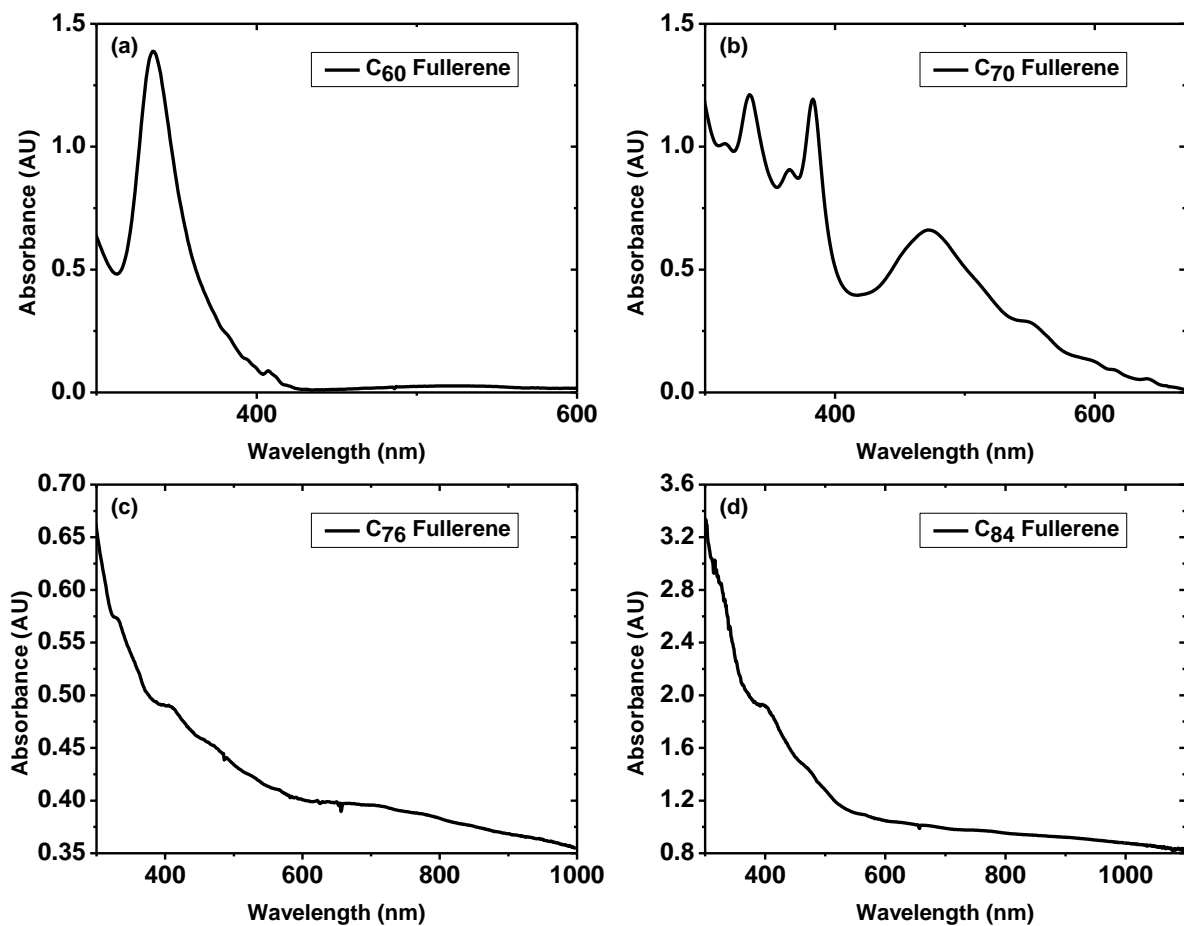 (a)
C60 Fullerene
1.5
1.0
0.5
0.0
400
600
Absorbance (AU)
Wavelength (nm)
(b)
C70 Fullerene
1.5
1.0
0.5
0.0
400
600
Absorbance (AU)
Wavelength (nm)
(c)
C76 Fullerene
0.70
0.65
0.60
0.55
0.50
0.45
0.40
0.35
400
600
800
1000
Absorbance (AU)
Wavelength (nm)
(d)
C84 Fullerene
3.6
3.2
2.8
2.4
2.0
1.6
1.2
0.8
400
600
800
1000
Absorbance (AU)
Wavelength (nm)